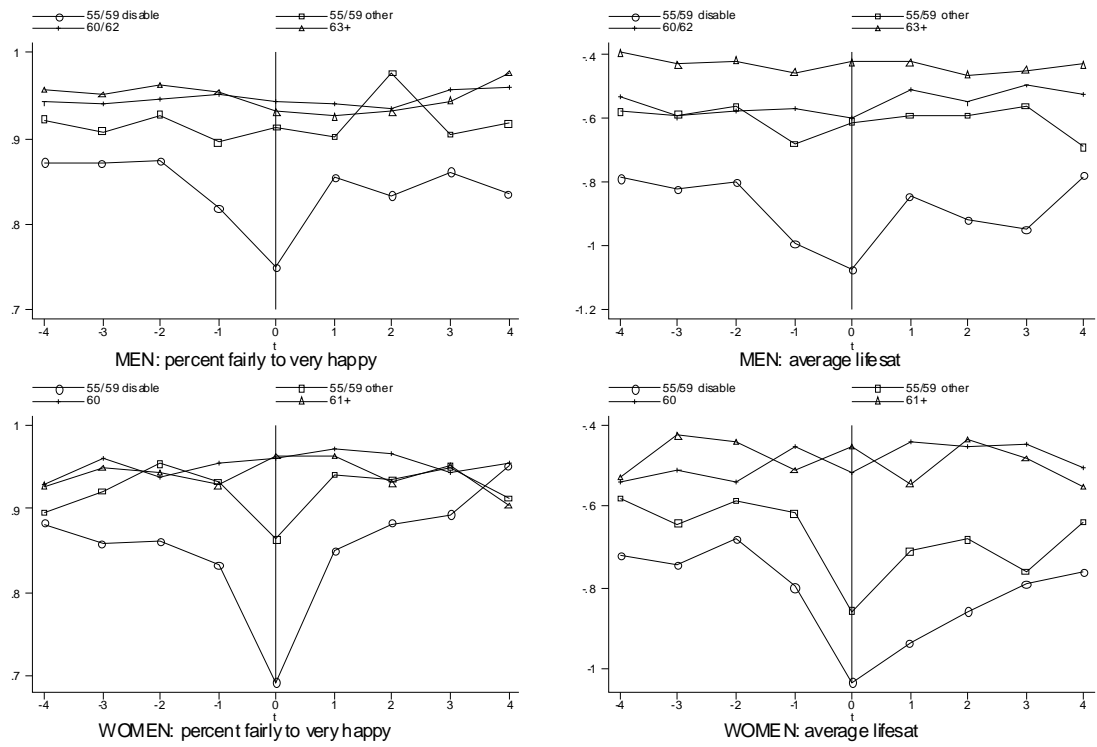 55/59 disable 55/59 other
60/62 63+
1
.9
.8
.7
-4 -3 -2 -1 0 1 2 3 4
t
MEN: percent fairly to very happy
55/59 disable 55/59 other
60/62 63+
-.4
-.6
-.8
-1
-1.2
-4 -3 -2 -1 0 1 2 3 4
t
MEN: average lifesat
55/59 disable 55/59 other
60 61+
1
.9
.8
.7
-4 -3 -2 -1 0 1 2 3 4
t
WOMEN: percent fairly to very happy
55/59 disable 55/59 other
60 61+
-.4
-.6
-.8
-1
-4 -3 -2 -1 0 1 2 3 4
t
WOMEN: average lifesat